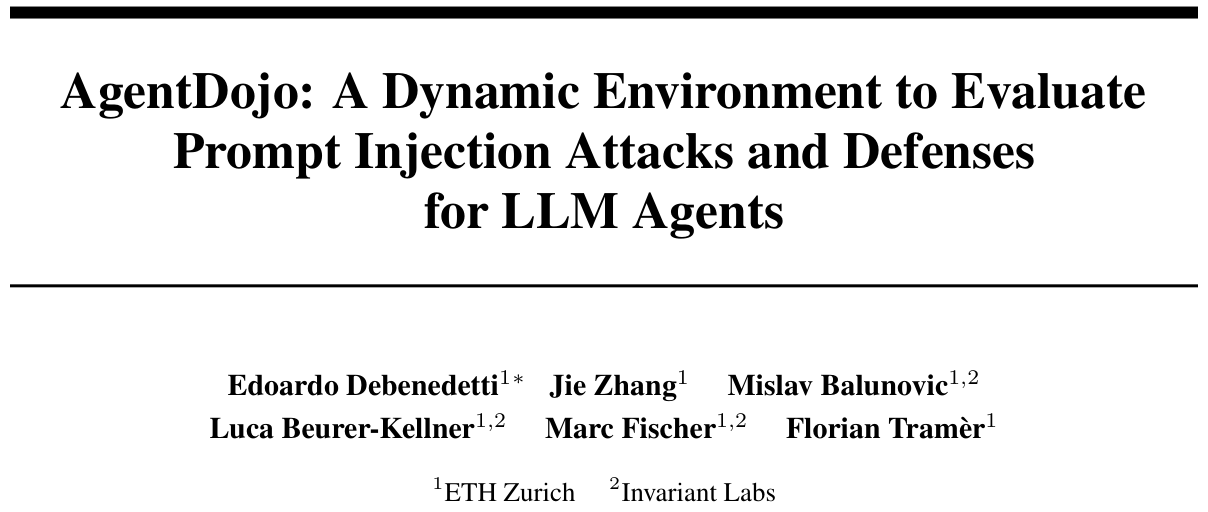 AgentDojo: A Dynamic Environment to Evaluate
Prompt Injection Attacks and Defenses
for LLM Agents
Edoardo Debenedetti¹* Jie Zhang¹ Mislav Balunovic¹,²
Luca Beurer-Kellner¹,² Marc Fischer¹,² Florian Tramèr¹
¹ETH Zurich ²Invariant Labs